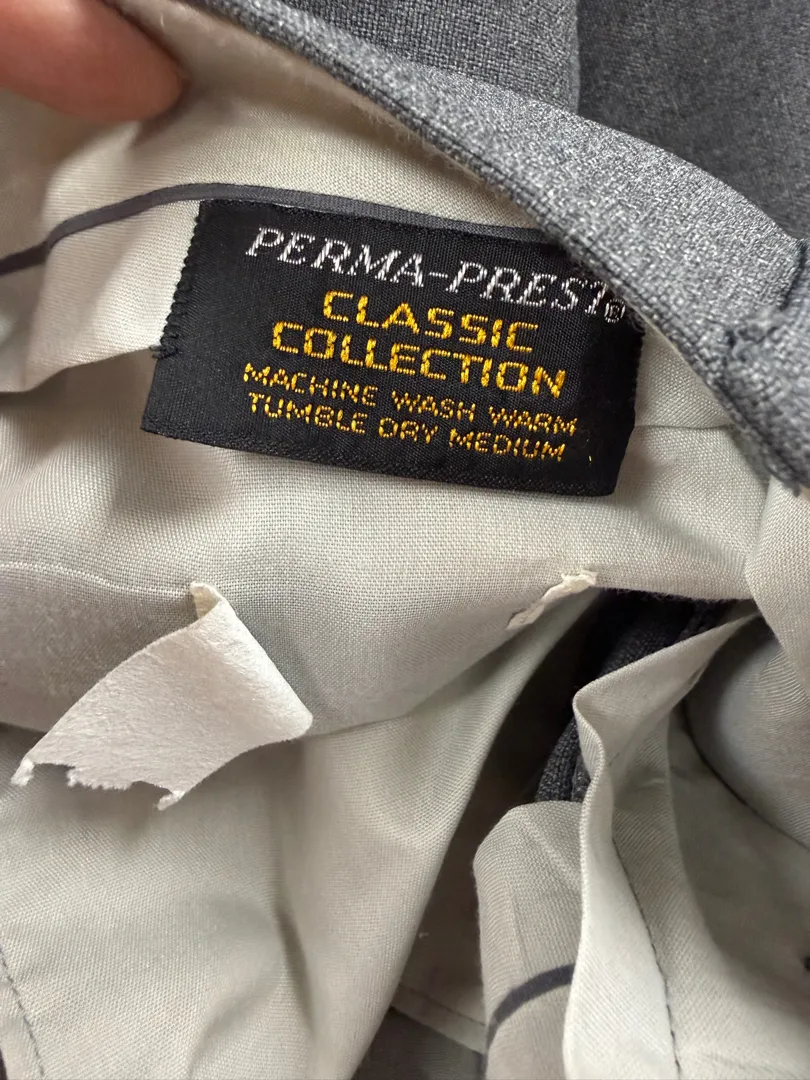 PERMA-PREST®
CLASSIC
COLLECTION
MACHINE WASH WARM
TUMBLE DRY MEDIUM